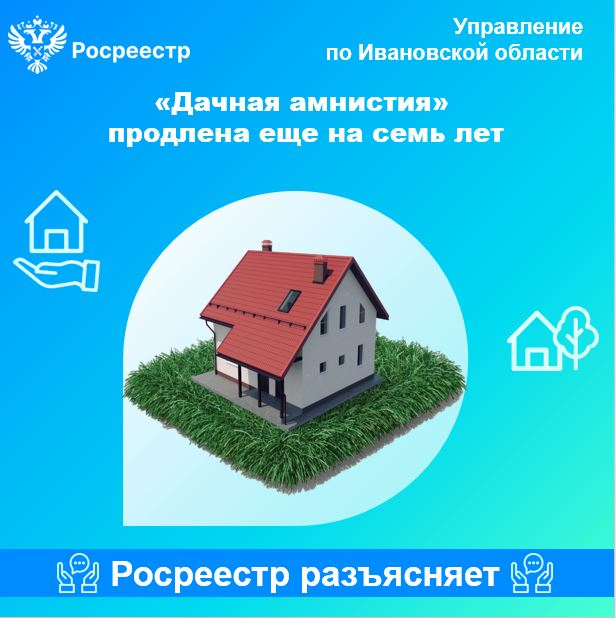 Росреестр
Управление
по Ивановской области
«Дачная амнистия»
продлена еще на семь лет
Росреестр разъясняет